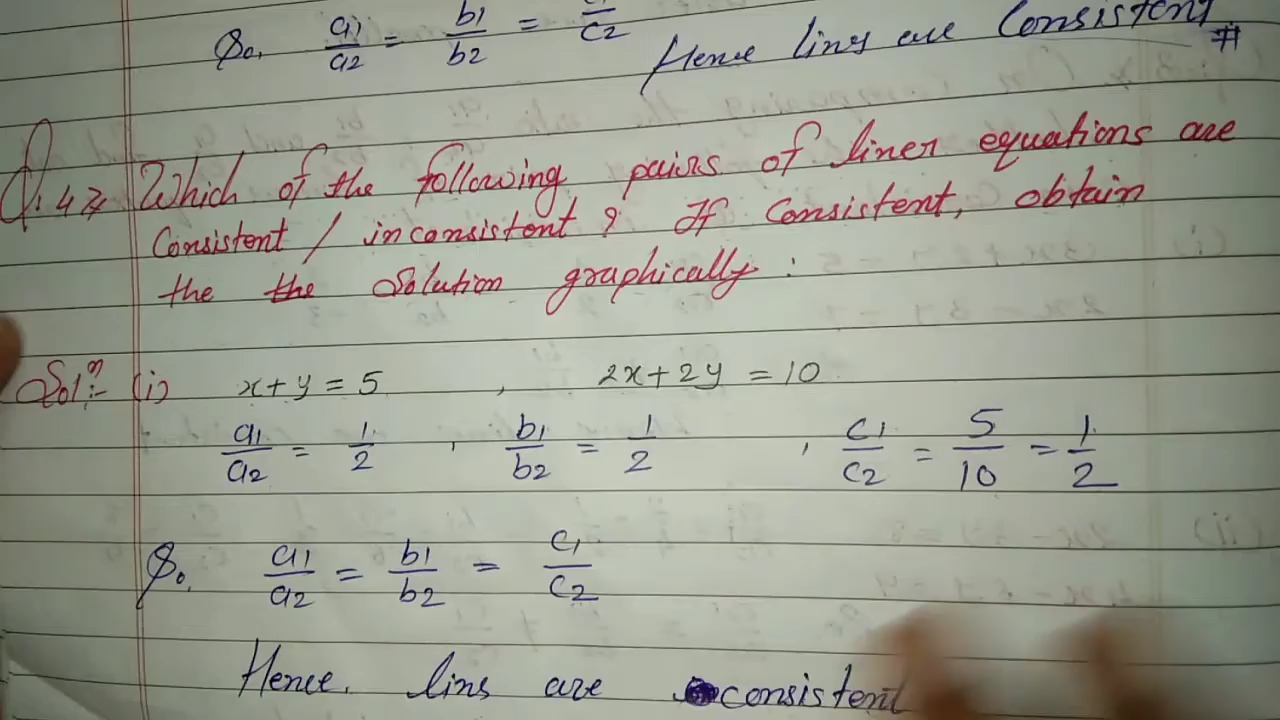 So, a1/a2 = b1/b2 = c1/c2 Hence lins are Consistent #
Q.4> Which of the following pairs of liner equations are
Consistent / inconsistent ? If Consistent, obtain
the the Solution graphically :
Solⁿ:- (i) x+y = 5 , 2x+2y = 10
a1/a2 = 1/2 , b1/b2 = 1/2 , c1/c2 = 5/10 = 1/2
So, a1/a2 = b1/b2 = c1/c2
Hence, lins are consistent